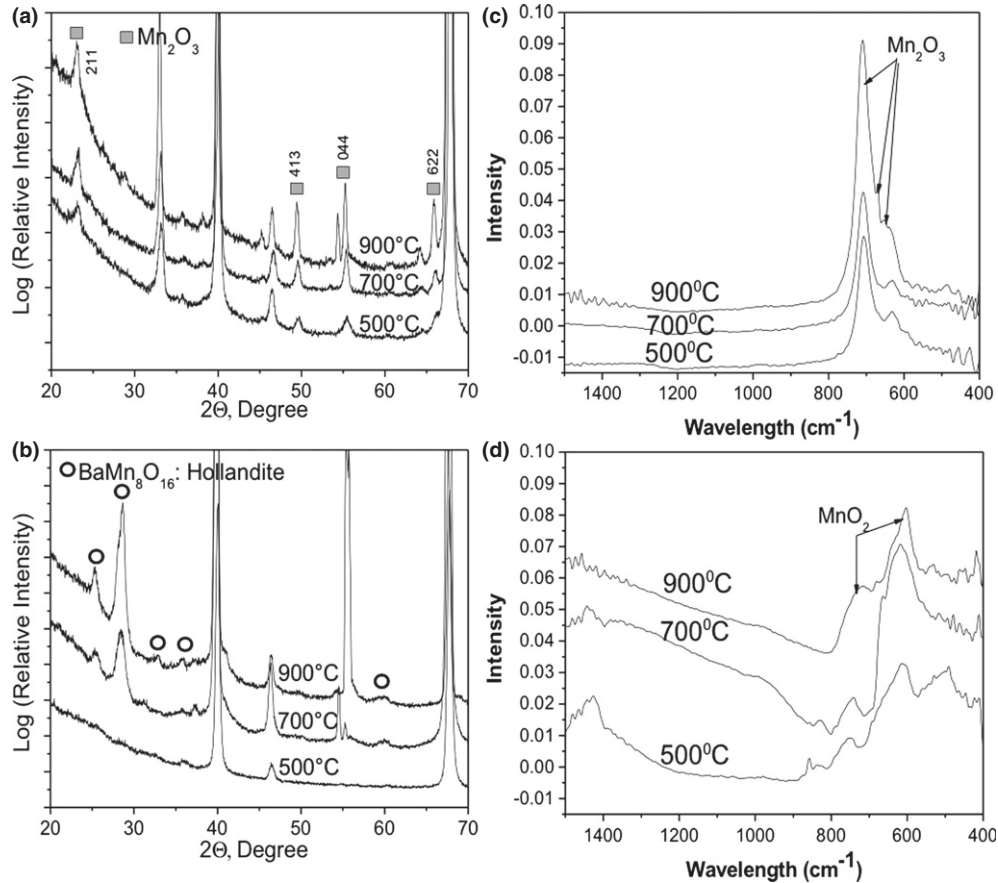 (a)
Mn2O3
211
413
044
622
900°C
700°C
500°C
Log (Relative Intensity)
20 30 40 50 60 70
2Θ, Degree
(b)
BaMn8O16: Hollandite
900°C
700°C
500°C
Log (Relative Intensity)
20 30 40 50 60 70
2Θ, Degree
(c)
0.10
0.09
0.08
0.07
0.06
0.05
0.04
0.03
0.02
0.01
0.00
-0.01
Intensity
Mn2O3
900⁰C
700⁰C
500⁰C
1400 1200 1000 800 600 400
Wavelength (cm-1)
(d)
0.10
0.09
0.08
0.07
0.06
0.05
0.04
0.03
0.02
0.01
0.00
-0.01
Intensity
MnO2
900⁰C
700⁰C
500⁰C
1400 1200 1000 800 600 400
Wavelength (cm-1)